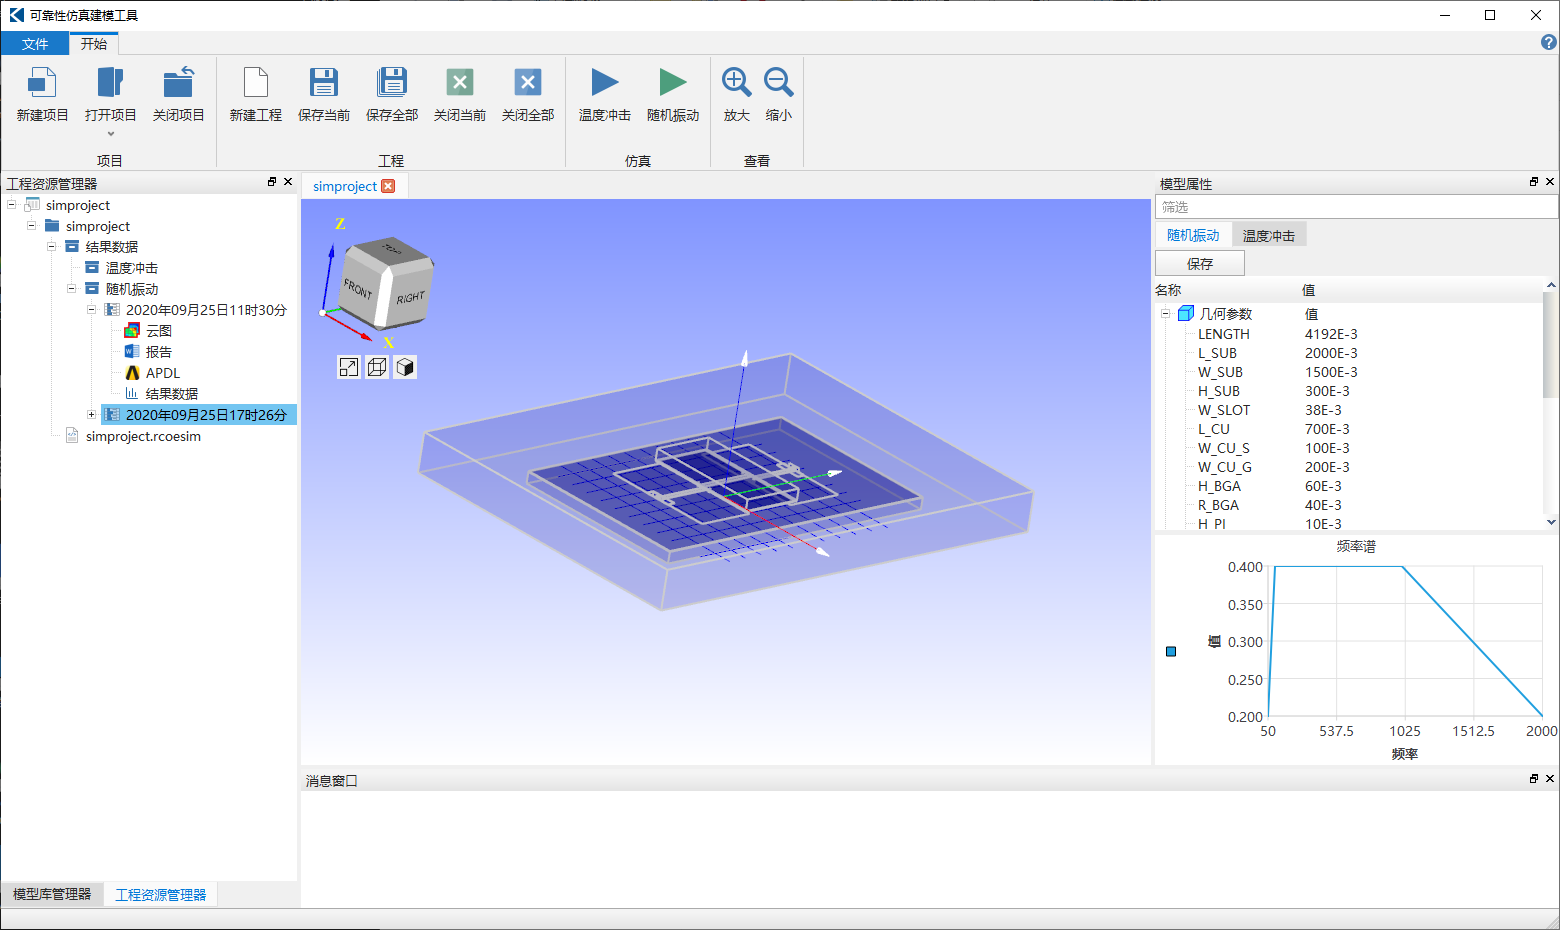 可靠性仿真建模工具
文件 开始
新建项目 打开项目 关闭项目 新建工程 保存当前 保存全部 关闭当前 关闭全部 温度冲击 随机振动 放大 缩小
项目 工程 仿真 查看
工程资源管理器
simproject
simproject
结果数据
温度冲击
随机振动
2020年09月25日11时30分
云图
报告
APDL
结果数据
2020年09月25日17时26分
simproject.rcoesim
模型库管理器 工程资源管理器
simproject
Z
TOP
FRONT
RIGHT
X
消息窗口
模型属性
筛选
随机振动 温度冲击
保存
名称 值
几何参数 值
LENGTH 4192E-3
L_SUB 2000E-3
W_SUB 1500E-3
H_SUB 300E-3
W_SLOT 38E-3
L_CU 700E-3
W_CU_S 100E-3
W_CU_G 200E-3
H_BGA 60E-3
R_BGA 40E-3
H_PI 10E-3
频率谱
0.400
0.350
值
0.300
0.250
0.200
50 537.5 1025 1512.5 2000
频率